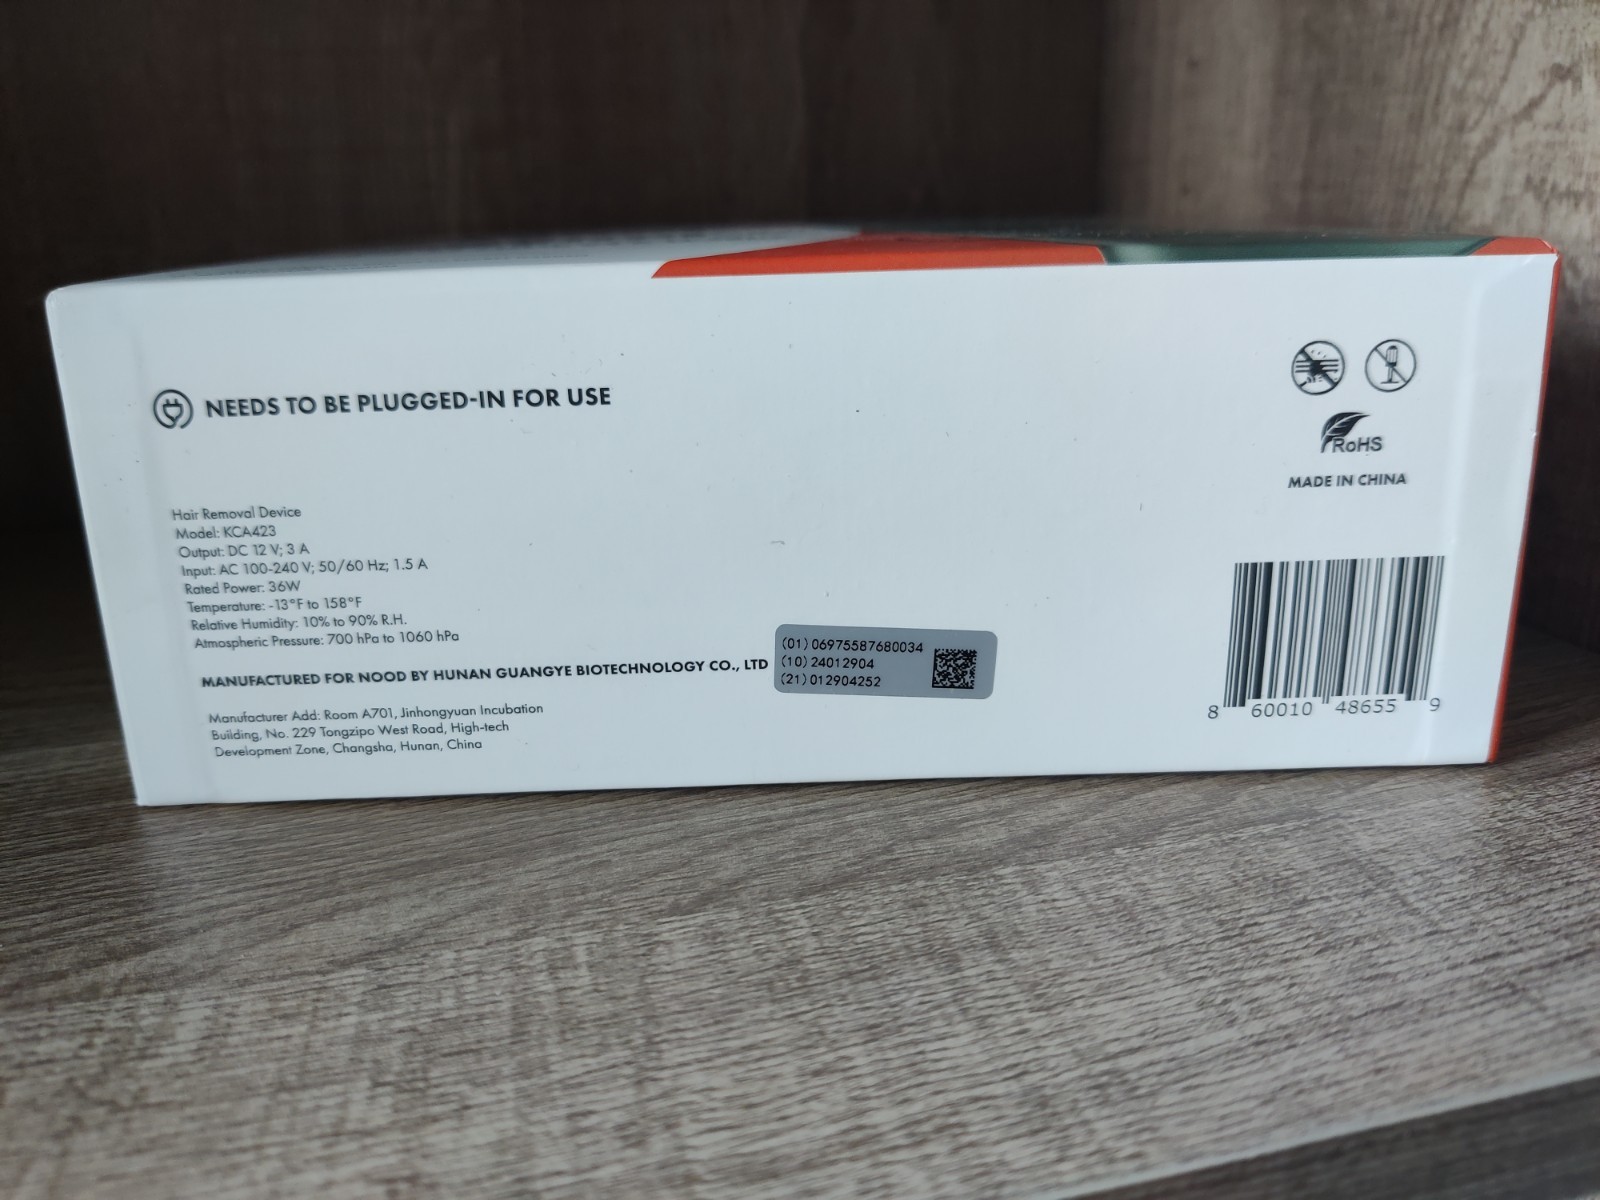 NEEDS TO BE PLUGGED-IN FOR USE
Hair Removal Device
Model: KCA423
Output: DC 12 V; 3 A
Input: AC 100-240 V; 50/60 Hz; 1.5 A
Rated Power: 36W
Temperature: -13°F to 158°F
Relative Humidity: 10% to 90% R.H.
Atmospheric Pressure: 700 hPa to 1060 hPa
MANUFACTURED FOR NOOD BY HUNAN GUANGYE BIOTECHNOLOGY CO., LTD
Manufacturer Add: Room A701, Jinhongyuan Incubation
Building, No. 229 Tongzipo West Road, High-tech
Development Zone, Changsha, Hunan, China
(01) 06975587680034
(10) 24012904
(21) 012904252
RoHS
MADE IN CHINA
8 60010 48655 9